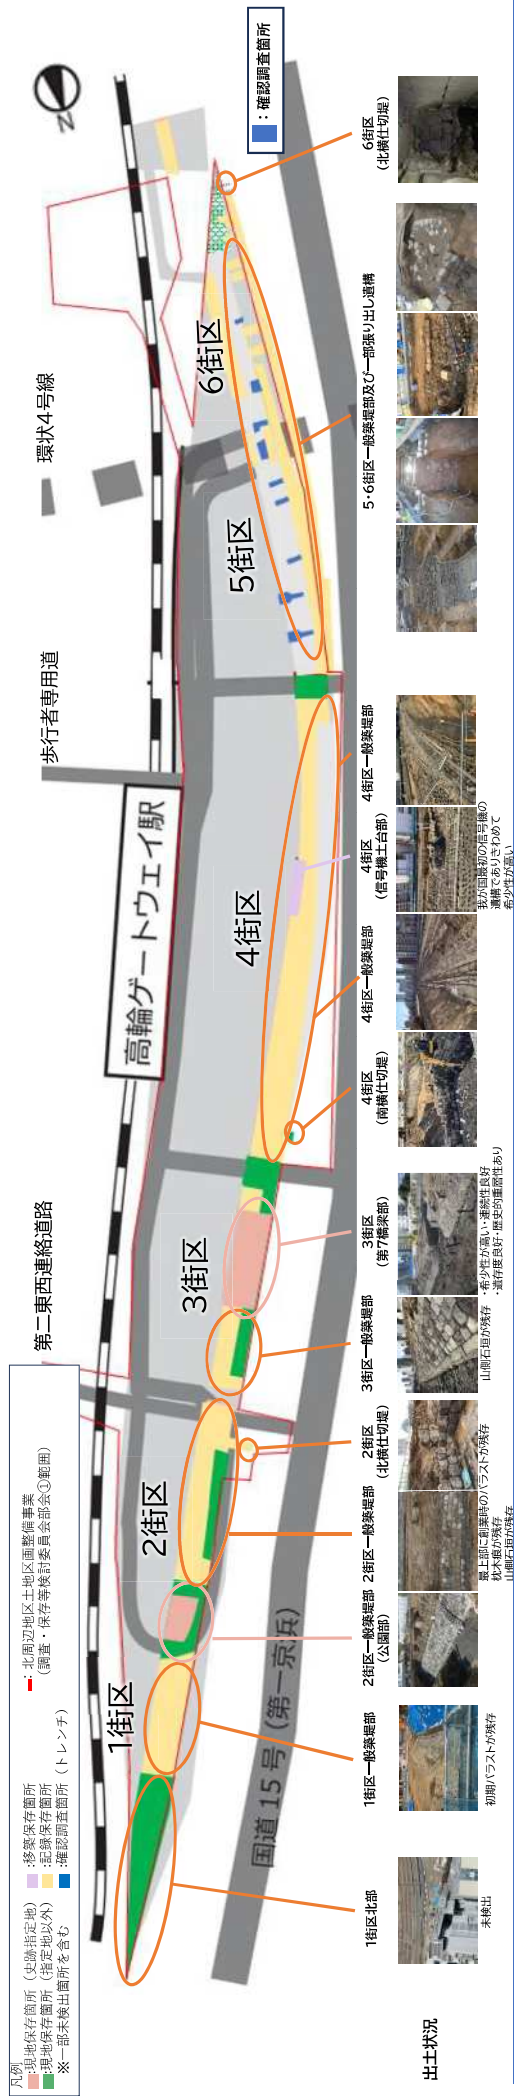 凡例
:現地保存箇所（史跡指定地）
:現地保存箇所（指定地以外）
※一部未検出箇所を含む
:移築保存箇所
:記録保存箇所
:確認調査箇所（トレンチ）
:北周辺地区土地区画整備事業
（調査・保存等検討委員会部会①範囲）
第二東西連絡道路
高輪ゲートウェイ駅
歩行者専用道
環状4号線
N
:確認調査箇所
1街区
2街区
3街区
4街区
5街区
6街区
国道15号（第一京浜）
1街区北部
1街区一般築堤部
2街区一般築堤部
（公園部）
2街区一般築堤部
2街区
（北横仕切堤）
3街区一般築堤部
3街区
（第7橋梁部）
4街区
（南横仕切堤）
4街区一般築堤部
4街区
（信号機土台部）
4街区一般築堤部
5・6街区一般築堤部及び一部張り出し遺構
6街区
（北横仕切堤）
出土状況
未検出
初期バラストが残存
最上部に創業時のバラストが残存
枕木痕が残存
山側石垣が残存
山側石垣が残存
・希少性が高い・連続性良好
・遺存度良好・歴史的重層性あり
我が国最初の信号機の
遺構でありきわめて
希少性が高い